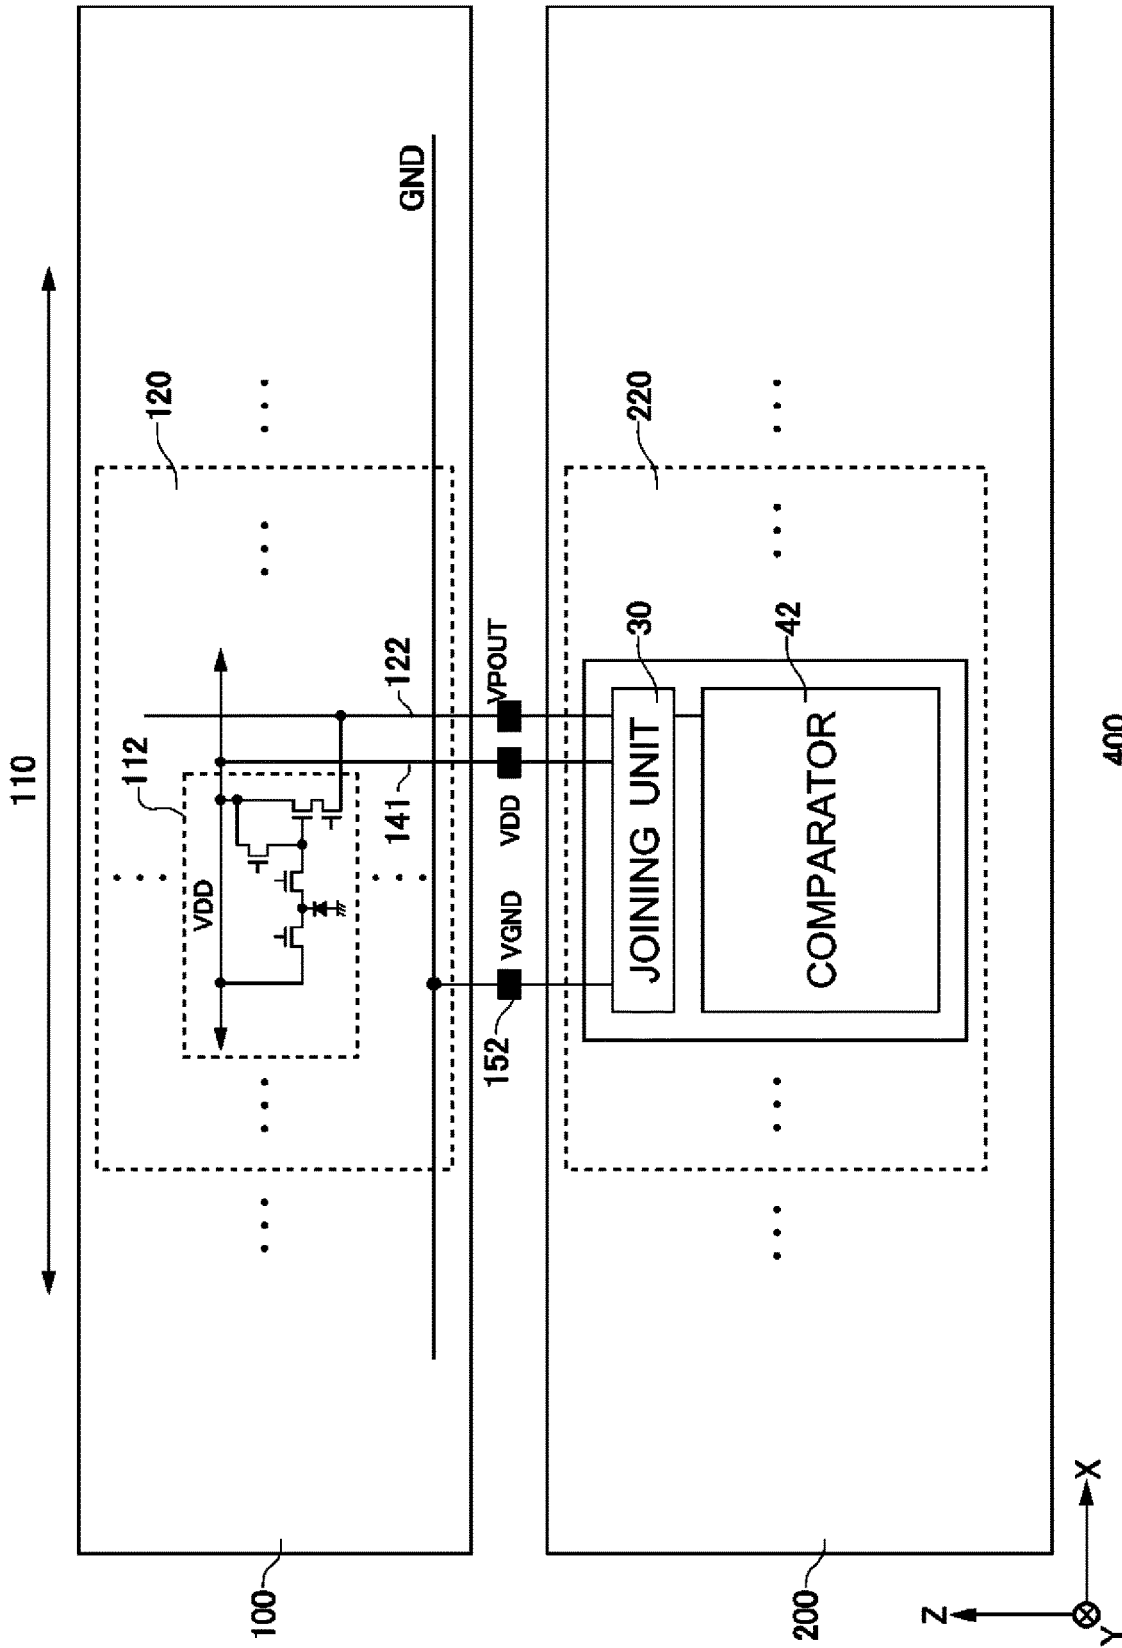 110
120
112
VDD
GND
122
141
100
VPOUT
VDD
VGND
152
220
30
JOINING UNIT
42
COMPARATOR
200
Z
X
Y
400